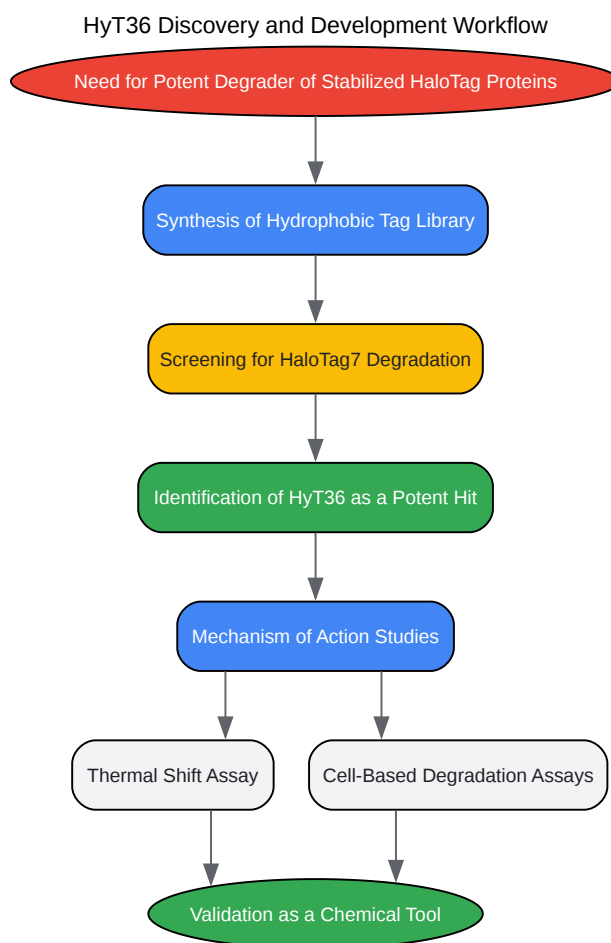 HyT36 Discovery and Development Workflow
Need for Potent Degrader of Stabilized HaloTag Proteins
Synthesis of Hydrophobic Tag Library
Screening for HaloTag7 Degradation
Identification of HyT36 as a Potent Hit
Mechanism of Action Studies
Thermal Shift Assay
Cell-Based Degradation Assays
Validation as a Chemical Tool